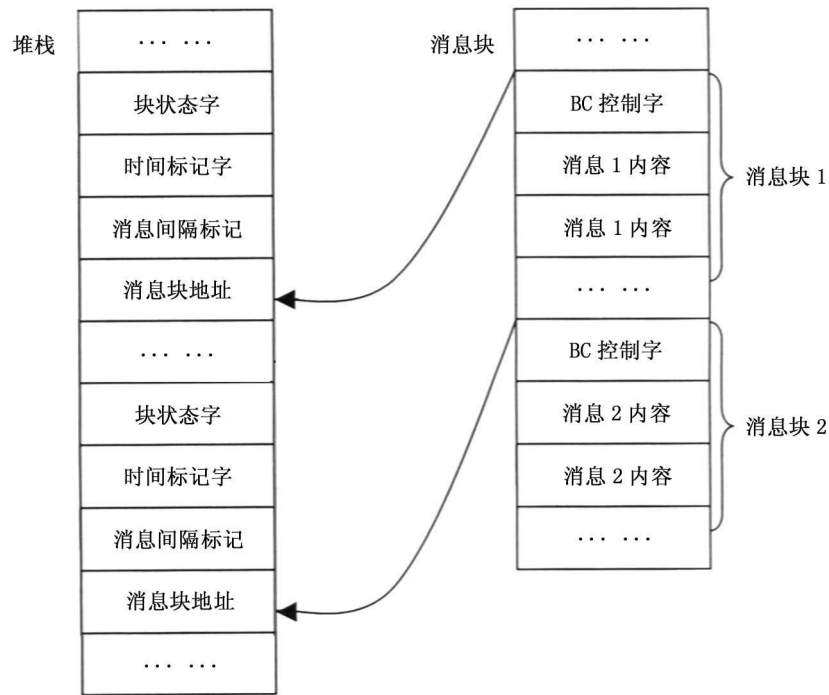 堆栈
… …
块状态字
时间标记字
消息间隔标记
消息块地址
… …
块状态字
时间标记字
消息间隔标记
消息块地址
… …
消息块
… …
BC 控制字
消息 1 内容
消息 1 内容
… …
消息块 1
BC 控制字
消息 2 内容
消息 2 内容
… …
消息块 2